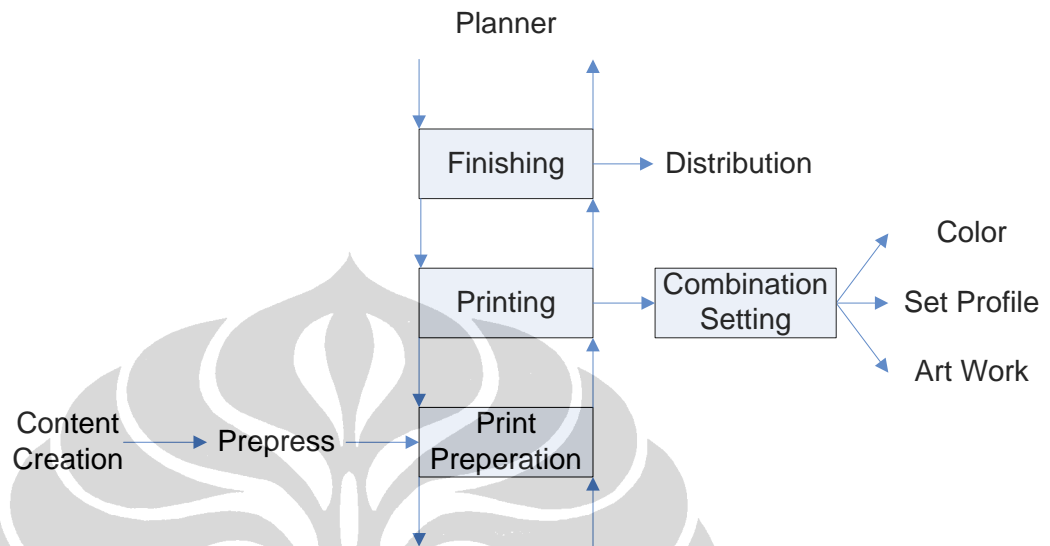 Planner
Finishing
Distribution
Color
Printing
Combination
Setting
Set Profile
Art Work
Content
Creation
Prepress
Print
Preperation